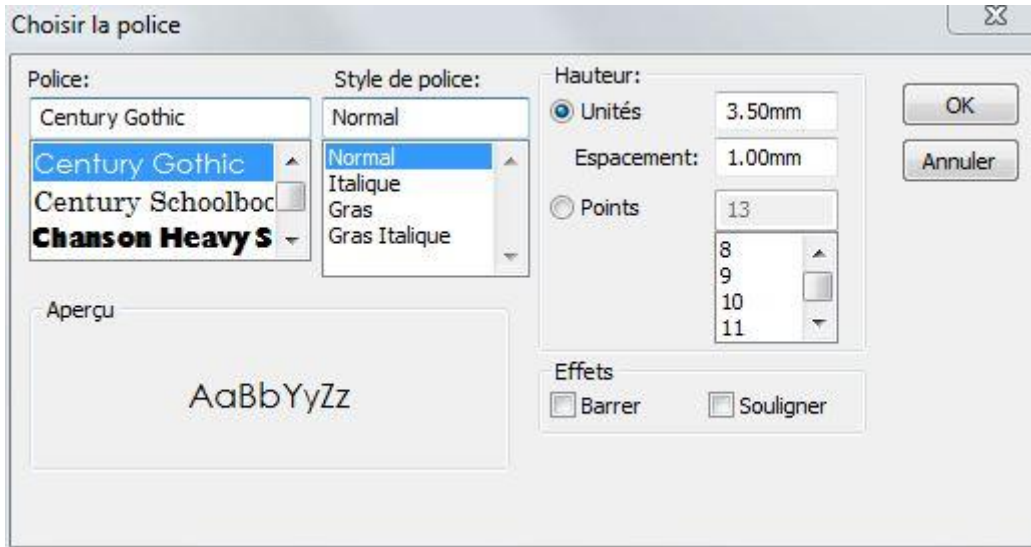 Choisir la police
Police:
Century Gothic
Century Gothic
Century Schoolboo
Chanson Heavy S
Style de police:
Normal
Normal
Italique
Gras
Gras Italique
Hauteur:
Unités 3.50mm
Espacement: 1.00mm
Points 13
8
9
10
11
OK
Annuler
Aperçu
AaBbYyZz
Effets
Barrer Souligner